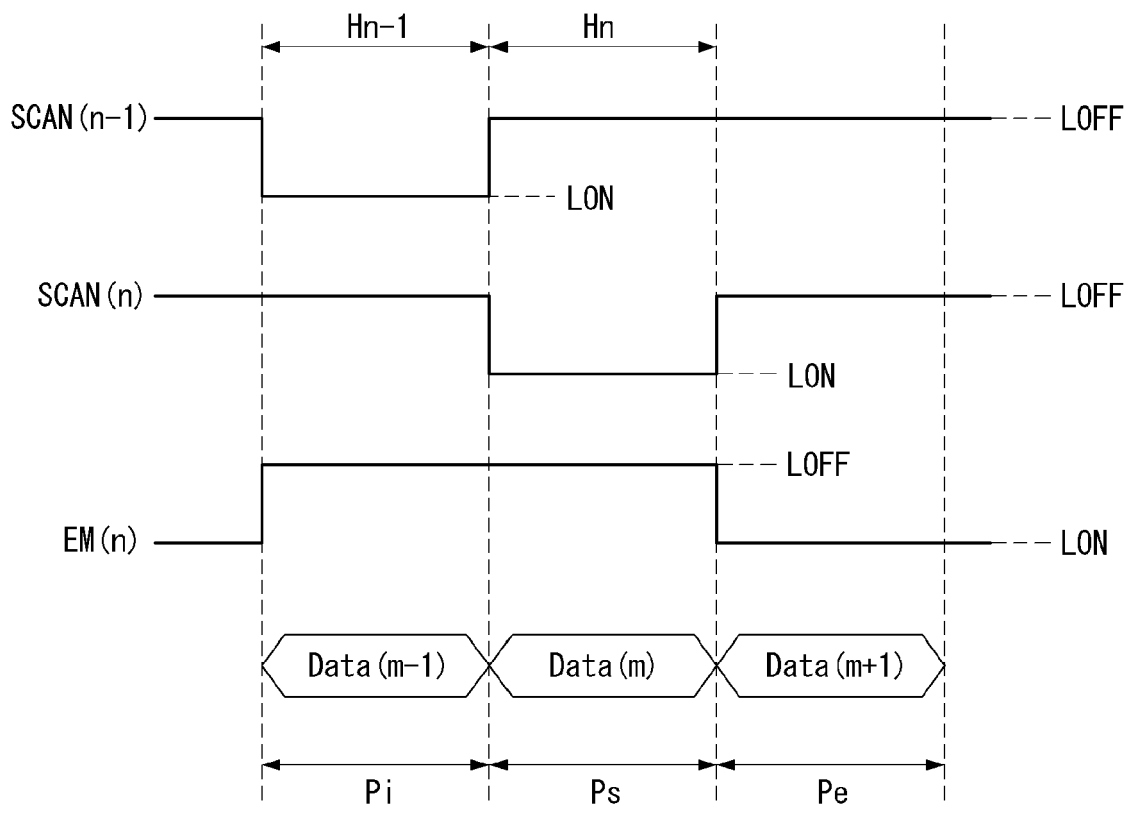 Hn-1 Hn
SCAN(n-1) LOFF
LON
SCAN(n) LOFF
LON
LOFF
EM(n) LON
Data(m-1) Data(m) Data(m+1)
Pi Ps Pe